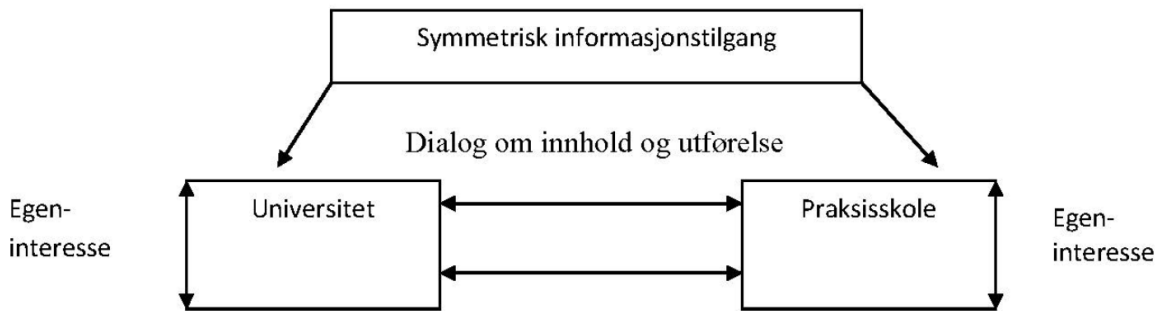 Symmetrisk informasjonstilgang
Dialog om innhold og utførelse
Egen-
interesse
Universitet
Praksisskole
Egen-
interesse